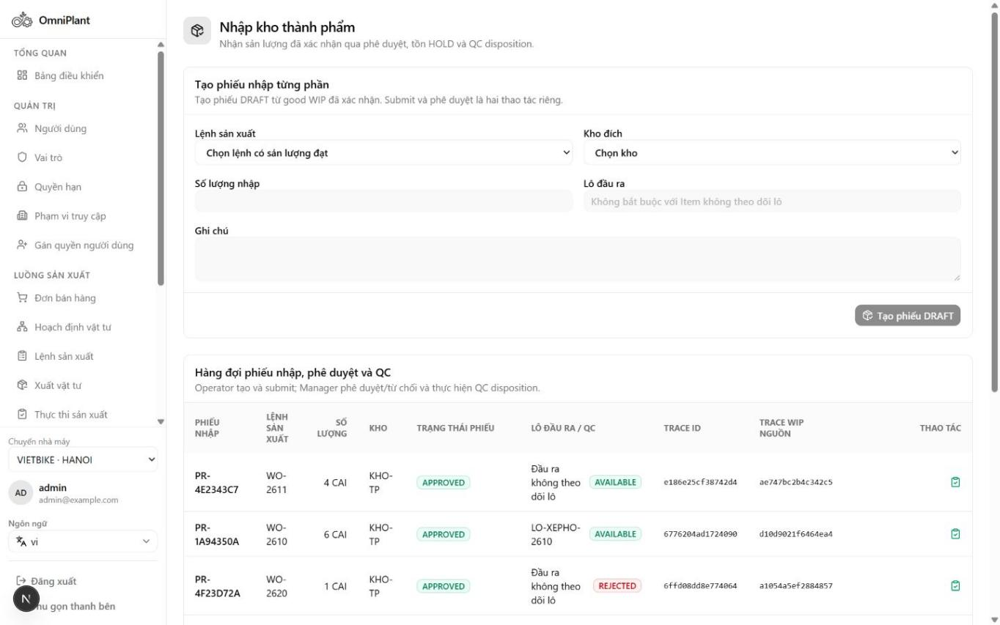 OmniPlant
TỔNG QUAN
Bảng điều khiển
QUẢN TRỊ
Người dùng
Vai trò
Quyền hạn
Phạm vi truy cập
Gán quyền người dùng
LUỒNG SẢN XUẤT
Đơn bán hàng
Hoạch định vật tư
Lệnh sản xuất
Xuất vật tư
Thực thi sản xuất
Chuyển nhà máy
VIETBIKE · HANOI
AD
admin
admin@example.com
Ngôn ngữ
vi
Đăng xuất
N
hu gọn thanh bên
Nhập kho thành phẩm
Nhận sản lượng đã xác nhận qua phê duyệt, tồn HOLD và QC disposition.
Tạo phiếu nhập từng phần
Tạo phiếu DRAFT từ good WIP đã xác nhận. Submit và phê duyệt là hai thao tác riêng.
Lệnh sản xuất
Kho đích
Chọn lệnh có sản lượng đạt
Chọn kho
Số lượng nhập
Lô đầu ra
Không bắt buộc với Item không theo dõi lô
Ghi chú
Tạo phiếu DRAFT
Hàng đợi phiếu nhập, phê duyệt và QC
Operator tạo và submit; Manager phê duyệt/từ chối và thực hiện QC disposition.
PHIẾU NHẬP
LỆNH SẢN XUẤT
SỐ LƯỢNG
KHO
TRẠNG THÁI PHIẾU
LÔ ĐẦU RA / QC
TRACE ID
TRACE WIP NGUỒN
THAO TÁC
PR-4E2343C7
WO-2611
4 CAI
KHO-TP
APPROVED
Đầu ra không theo dõi lô
AVAILABLE
e186e25cf38742d4
ae747bc2b4c342c5
PR-1A94350A
WO-2610
6 CAI
KHO-TP
APPROVED
LO-XEPHO-2610
AVAILABLE
6776204ad1724090
d10d9021f6464ea4
PR-4F23D72A
WO-2620
1 CAI
KHO-TP
APPROVED
Đầu ra không theo dõi lô
REJECTED
6ffd08dd8e774064
a1054a5ef2884857